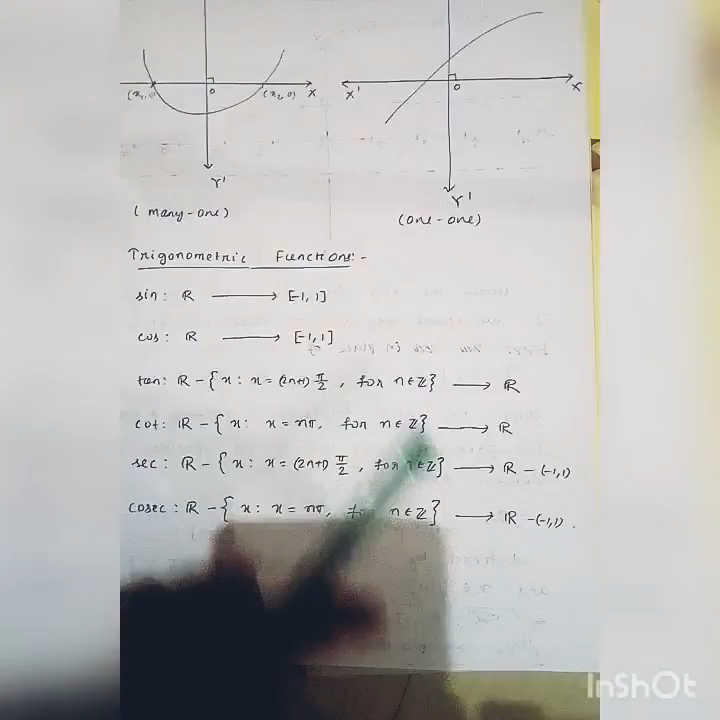 (x₁, 0) O (x₂, 0) X
Y'
(many-one)
X' O X
Y'
(one-one)
Trigonometric Functions:-
sin: ℝ ⟶ [-1, 1]
cos: ℝ ⟶ [-1, 1]
tan: ℝ - {x: x = (2n+1) π/2, for n∈ℤ} ⟶ ℝ
cot: ℝ - {x: x = nπ, for n∈ℤ} ⟶ ℝ
sec: ℝ - {x: x = (2n+1) π/2, for n∈ℤ} ⟶ ℝ - (-1,1)
cosec: ℝ - {x: x = nπ, for n∈ℤ} ⟶ ℝ - (-1,1).
InShOt